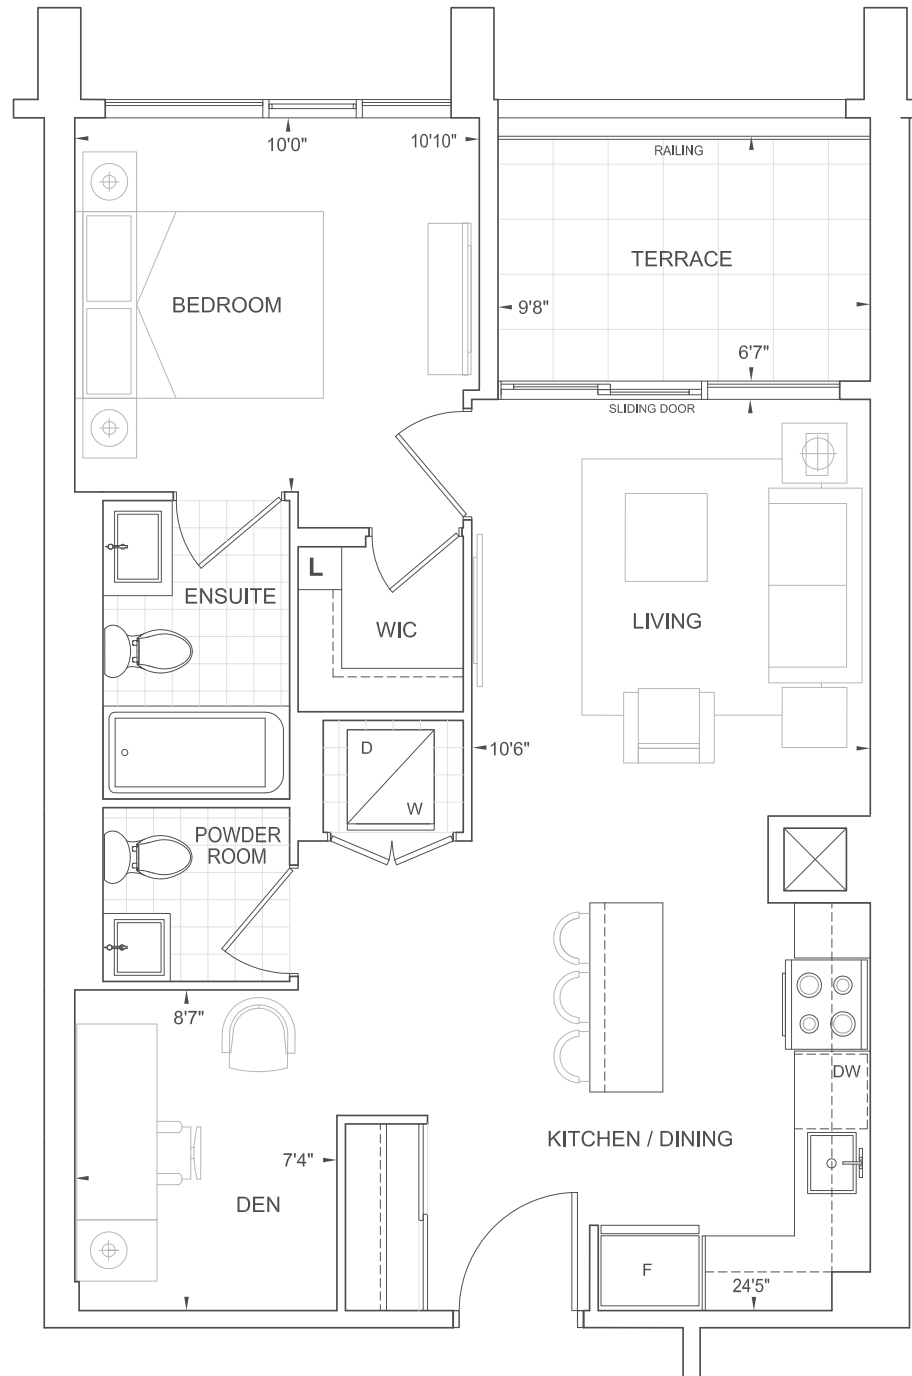 10'0"
10'10"
RAILING
TERRACE
BEDROOM
9'8"
6'7"
SLIDING DOOR
L
ENSUITE
WIC
LIVING
D
10'6"
W
POWDER
ROOM
8'7"
DW
KITCHEN / DINING
7'4"
DEN
F
24'5"